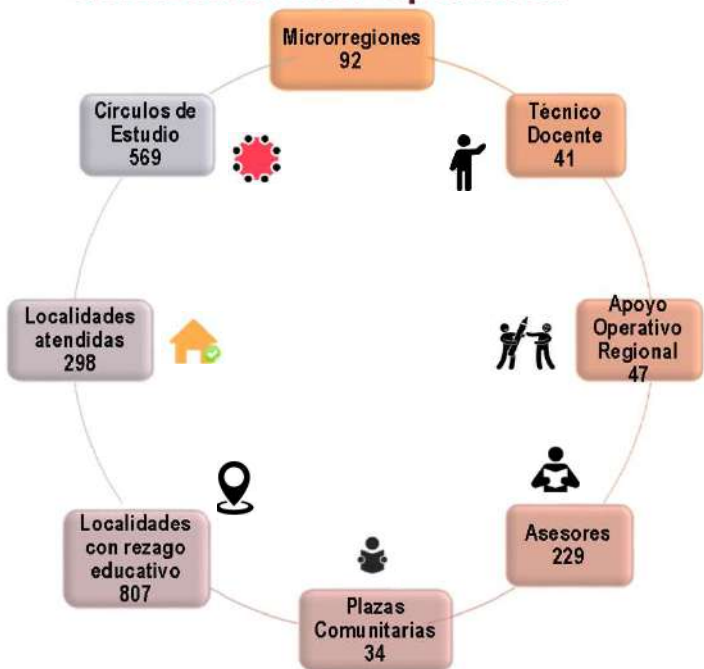 Microrregiones
92
Técnico
Docente
41
Apoyo
Operativo
Regional
47
Asesores
229
Plazas
Comunitarias
34
Localidades
con rezago
educativo
807
Localidades
atendidas
298
Círculos de
Estudio
569